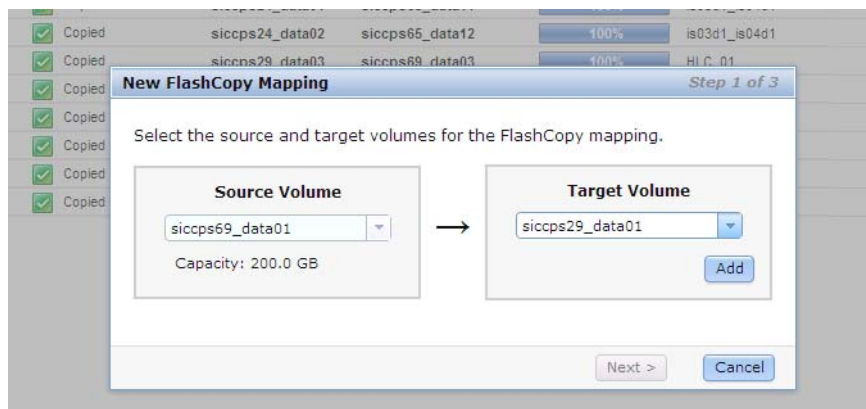 Copied siccps24_data02 siccps65_data12 100% is03d1_is04d1
Copied siccps29_data03 siccps69_data03 100% HLC_01
Copied
Copied
Copied
Copied
Copied
New FlashCopy Mapping Step 1 of 3
Select the source and target volumes for the FlashCopy mapping.
Source Volume
siccps69_data01
Capacity: 200.0 GB
→
Target Volume
siccps29_data01
Add
Next > Cancel